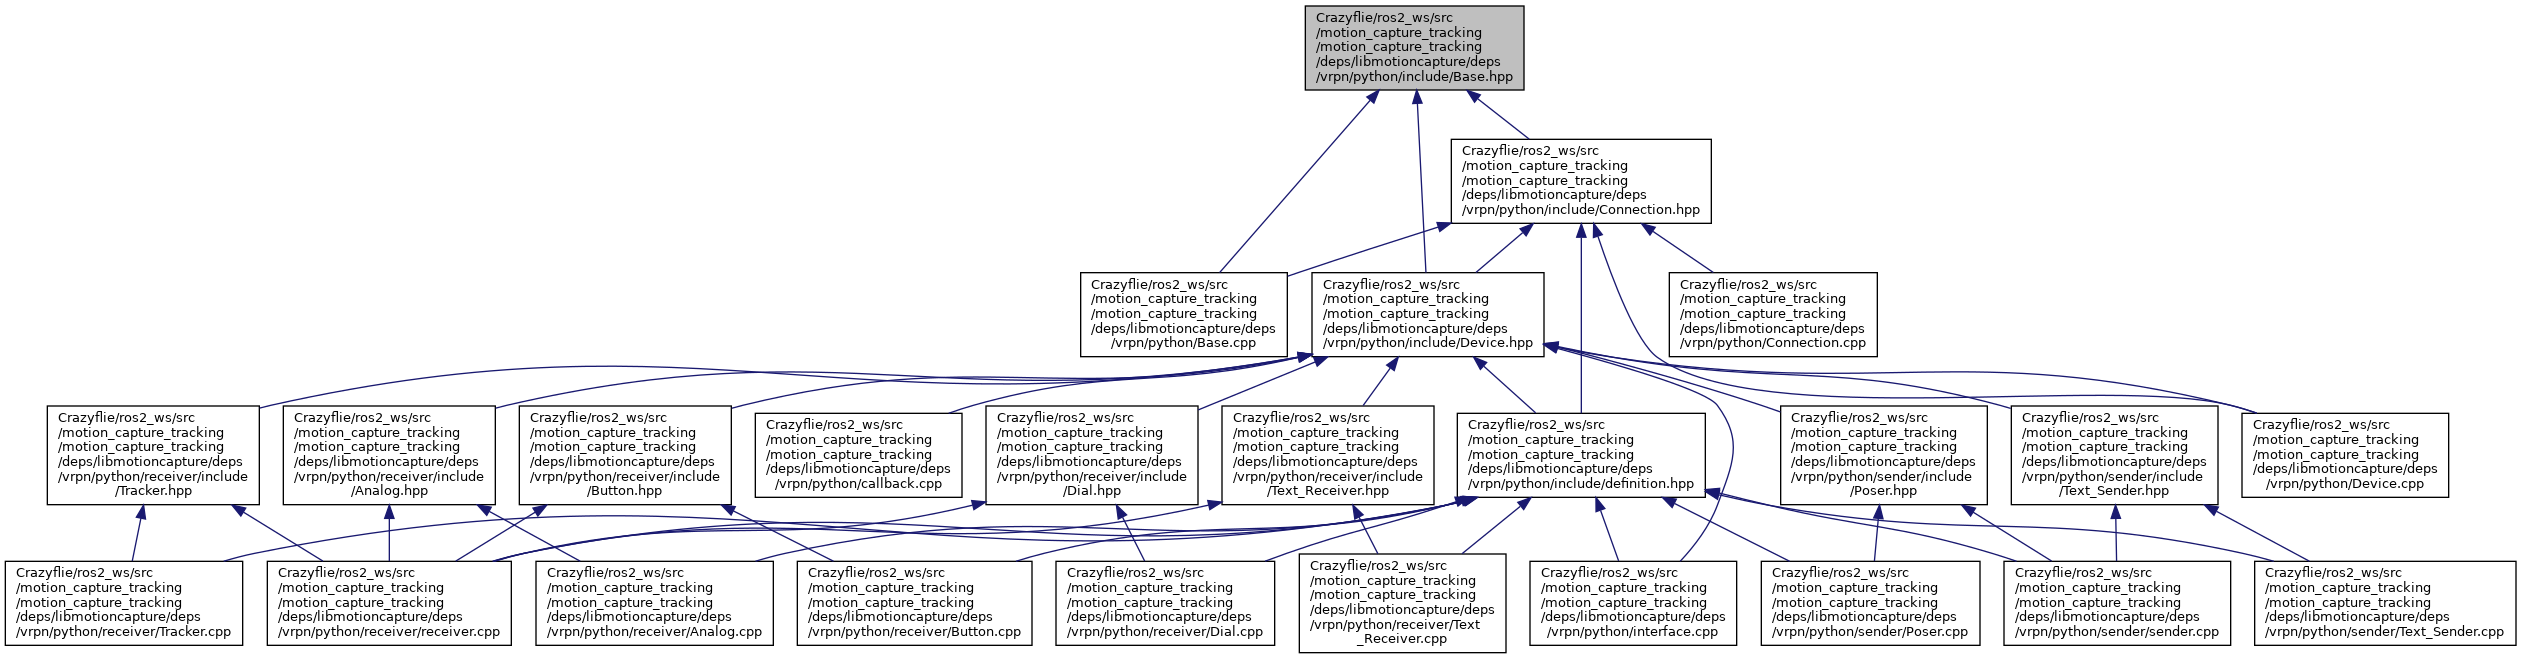 Crazyflie/ros2_ws/src
/motion_capture_tracking
/motion_capture_tracking
/deps/libmotioncapture/deps
/vrpn/python/include/Base.hpp
Crazyflie/ros2_ws/src
/motion_capture_tracking
/motion_capture_tracking
/deps/libmotioncapture/deps
/vrpn/python/include/Connection.hpp
Crazyflie/ros2_ws/src
/motion_capture_tracking
/motion_capture_tracking
/deps/libmotioncapture/deps
/vrpn/python/Base.cpp
Crazyflie/ros2_ws/src
/motion_capture_tracking
/motion_capture_tracking
/deps/libmotioncapture/deps
/vrpn/python/include/Device.hpp
Crazyflie/ros2_ws/src
/motion_capture_tracking
/motion_capture_tracking
/deps/libmotioncapture/deps
/vrpn/python/Connection.cpp
Crazyflie/ros2_ws/src
/motion_capture_tracking
/motion_capture_tracking
/deps/libmotioncapture/deps
/vrpn/python/receiver/include
/Tracker.hpp
Crazyflie/ros2_ws/src
/motion_capture_tracking
/motion_capture_tracking
/deps/libmotioncapture/deps
/vrpn/python/receiver/include
/Analog.hpp
Crazyflie/ros2_ws/src
/motion_capture_tracking
/motion_capture_tracking
/deps/libmotioncapture/deps
/vrpn/python/receiver/include
/Button.hpp
Crazyflie/ros2_ws/src
/motion_capture_tracking
/motion_capture_tracking
/deps/libmotioncapture/deps
/vrpn/python/callback.cpp
Crazyflie/ros2_ws/src
/motion_capture_tracking
/motion_capture_tracking
/deps/libmotioncapture/deps
/vrpn/python/receiver/include
/Dial.hpp
Crazyflie/ros2_ws/src
/motion_capture_tracking
/motion_capture_tracking
/deps/libmotioncapture/deps
/vrpn/python/receiver/include
/Text_Receiver.hpp
Crazyflie/ros2_ws/src
/motion_capture_tracking
/motion_capture_tracking
/deps/libmotioncapture/deps
/vrpn/python/include/definition.hpp
Crazyflie/ros2_ws/src
/motion_capture_tracking
/motion_capture_tracking
/deps/libmotioncapture/deps
/vrpn/python/sender/include
/Poser.hpp
Crazyflie/ros2_ws/src
/motion_capture_tracking
/motion_capture_tracking
/deps/libmotioncapture/deps
/vrpn/python/sender/include
/Text_Sender.hpp
Crazyflie/ros2_ws/src
/motion_capture_tracking
/motion_capture_tracking
/deps/libmotioncapture/deps
/vrpn/python/Device.cpp
Crazyflie/ros2_ws/src
/motion_capture_tracking
/motion_capture_tracking
/deps/libmotioncapture/deps
/vrpn/python/receiver/Tracker.cpp
Crazyflie/ros2_ws/src
/motion_capture_tracking
/motion_capture_tracking
/deps/libmotioncapture/deps
/vrpn/python/receiver/receiver.cpp
Crazyflie/ros2_ws/src
/motion_capture_tracking
/motion_capture_tracking
/deps/libmotioncapture/deps
/vrpn/python/receiver/Analog.cpp
Crazyflie/ros2_ws/src
/motion_capture_tracking
/motion_capture_tracking
/deps/libmotioncapture/deps
/vrpn/python/receiver/Button.cpp
Crazyflie/ros2_ws/src
/motion_capture_tracking
/motion_capture_tracking
/deps/libmotioncapture/deps
/vrpn/python/receiver/Dial.cpp
Crazyflie/ros2_ws/src
/motion_capture_tracking
/motion_capture_tracking
/deps/libmotioncapture/deps
/vrpn/python/receiver/Text
_Receiver.cpp
Crazyflie/ros2_ws/src
/motion_capture_tracking
/motion_capture_tracking
/deps/libmotioncapture/deps
/vrpn/python/interface.cpp
Crazyflie/ros2_ws/src
/motion_capture_tracking
/motion_capture_tracking
/deps/libmotioncapture/deps
/vrpn/python/sender/Poser.cpp
Crazyflie/ros2_ws/src
/motion_capture_tracking
/motion_capture_tracking
/deps/libmotioncapture/deps
/vrpn/python/sender/sender.cpp
Crazyflie/ros2_ws/src
/motion_capture_tracking
/motion_capture_tracking
/deps/libmotioncapture/deps
/vrpn/python/sender/Text_Sender.cpp